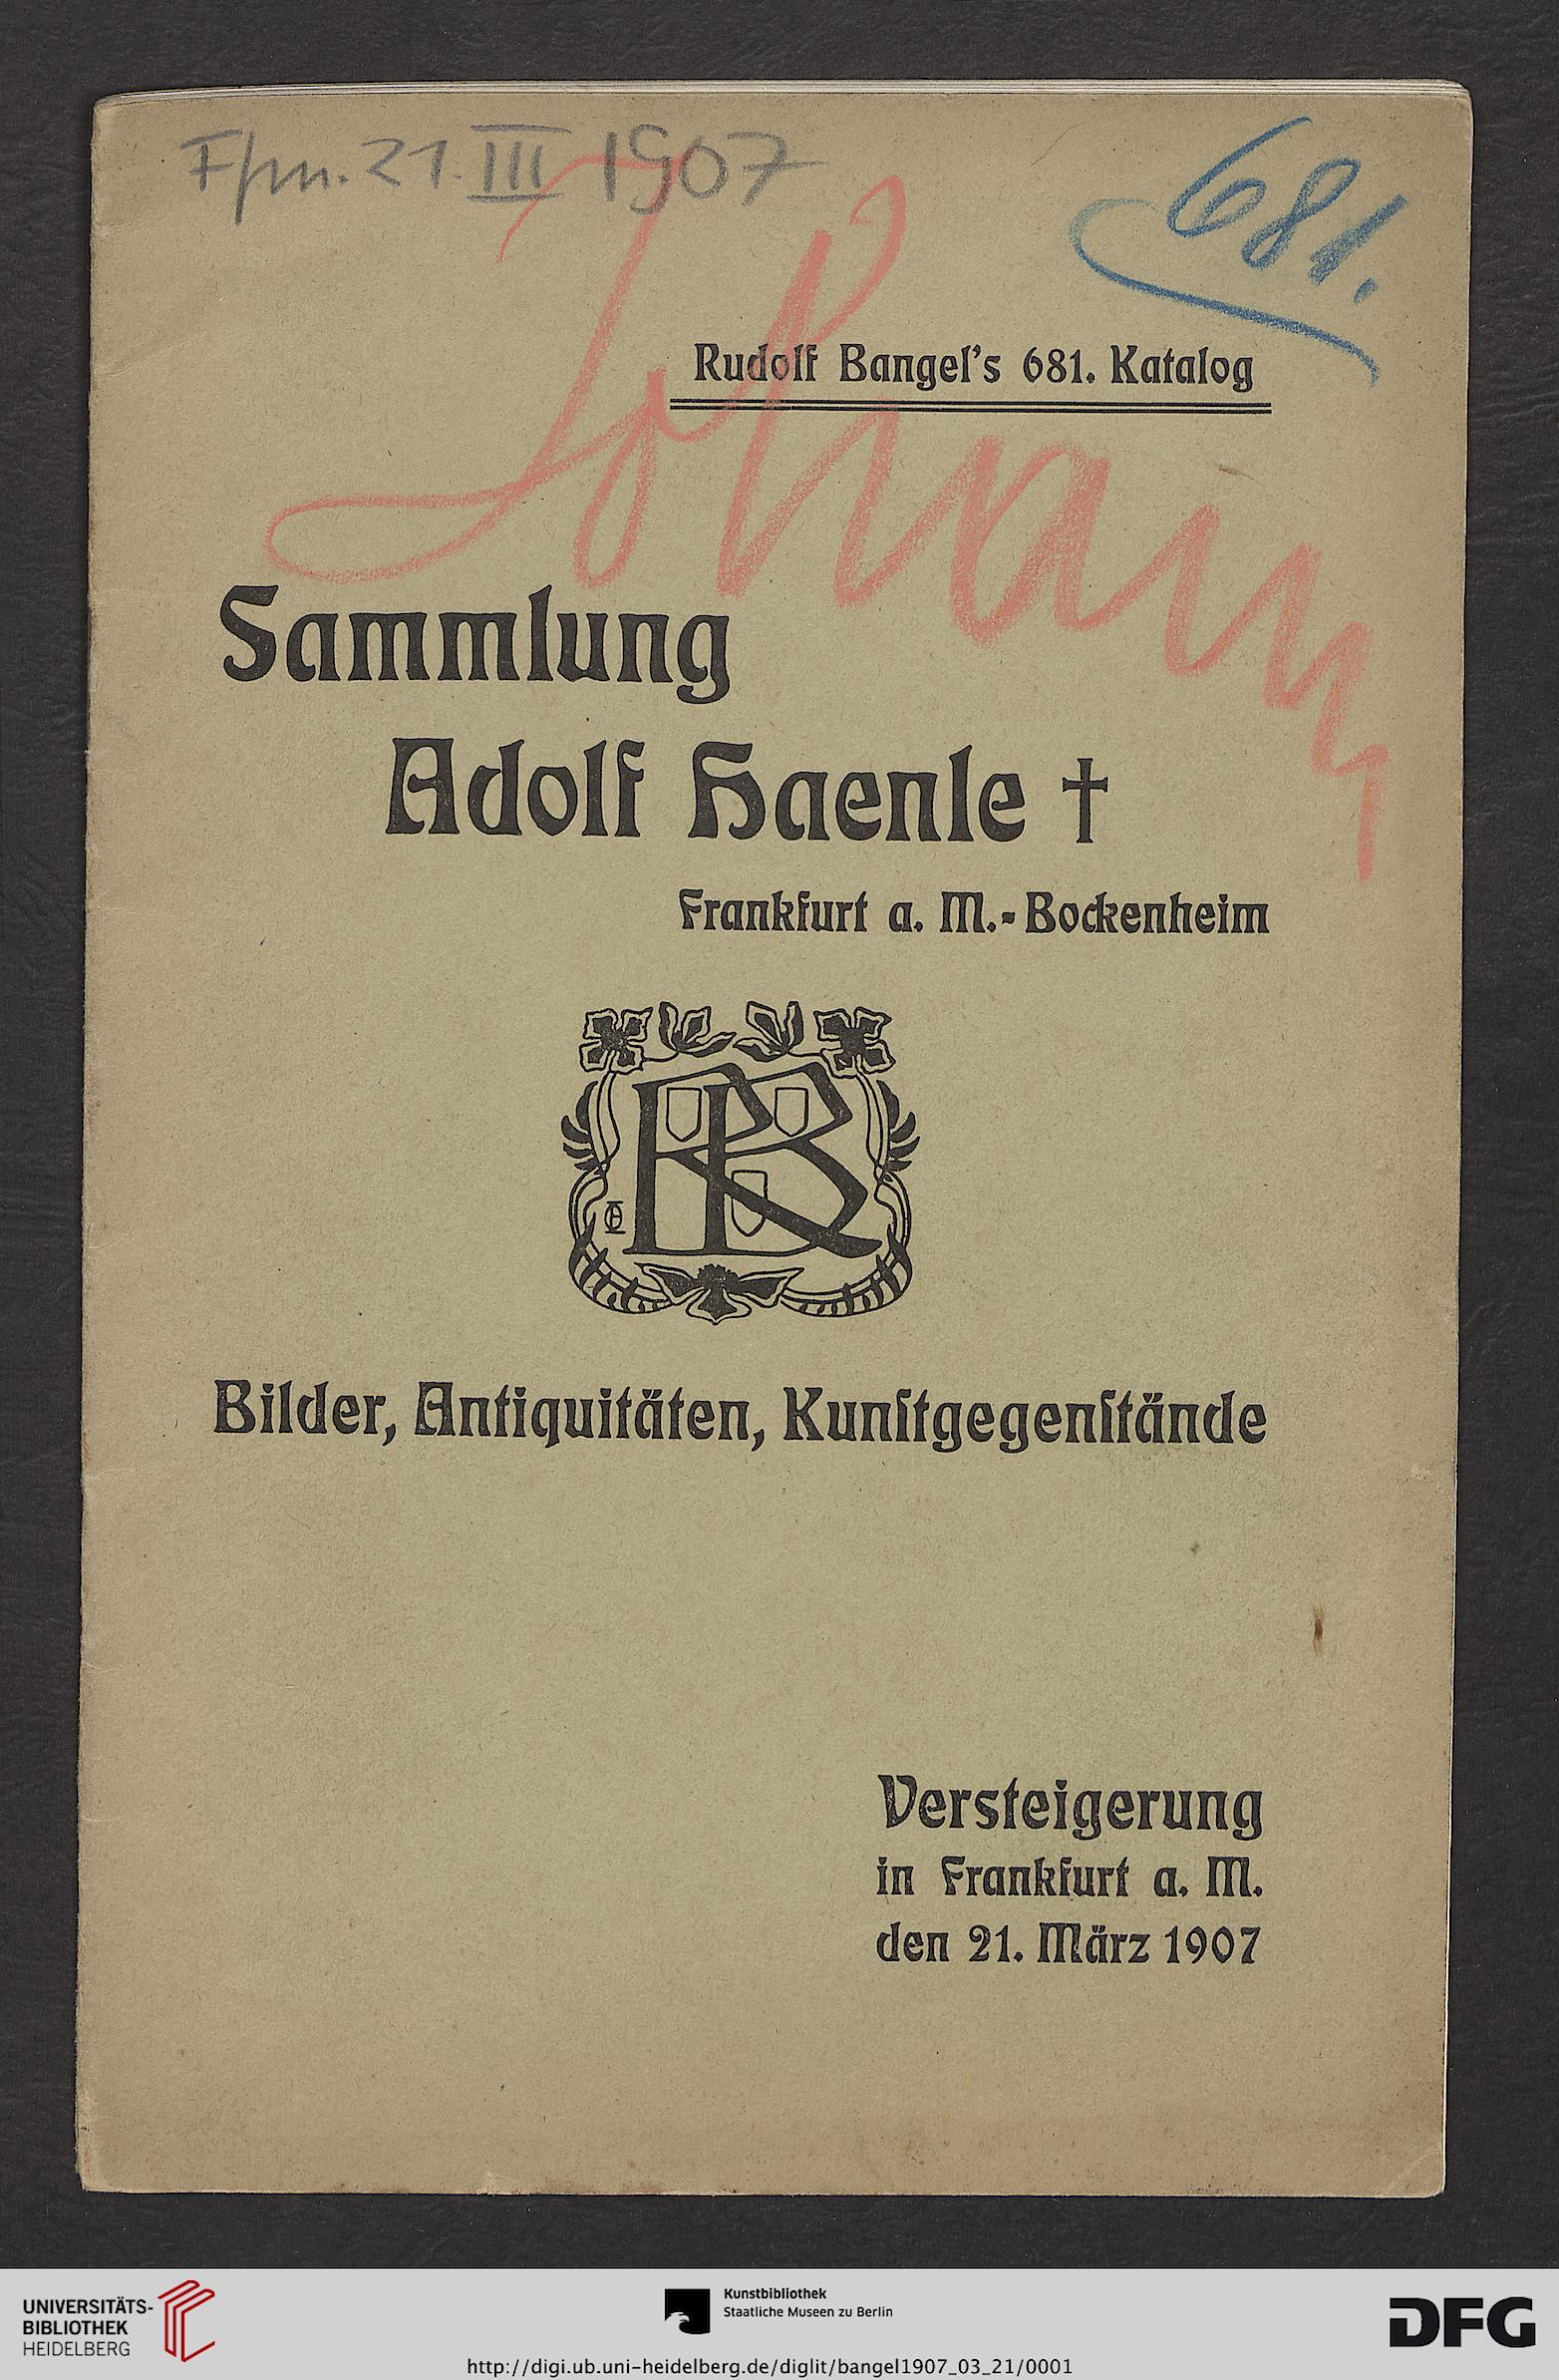 21. III 1907
681.
Rudolf Bangel's 681. Katalog
Sammlung
Adolf Haenle †
Frankfurt a. M.-Bockenheim
RB
Bilder, Antiquitäten, Kunſtgegenſtände
Versteigerung
in Frankfurt a. M.
den 21. März 1907
UNIVERSITÄTS-
BIBLIOTHEK
HEIDELBERG
Kunstbibliothek
Staatliche Museen zu Berlin
DFG
http://digi.ub.uni-heidelberg.de/diglit/bangel1907_03_21/0001